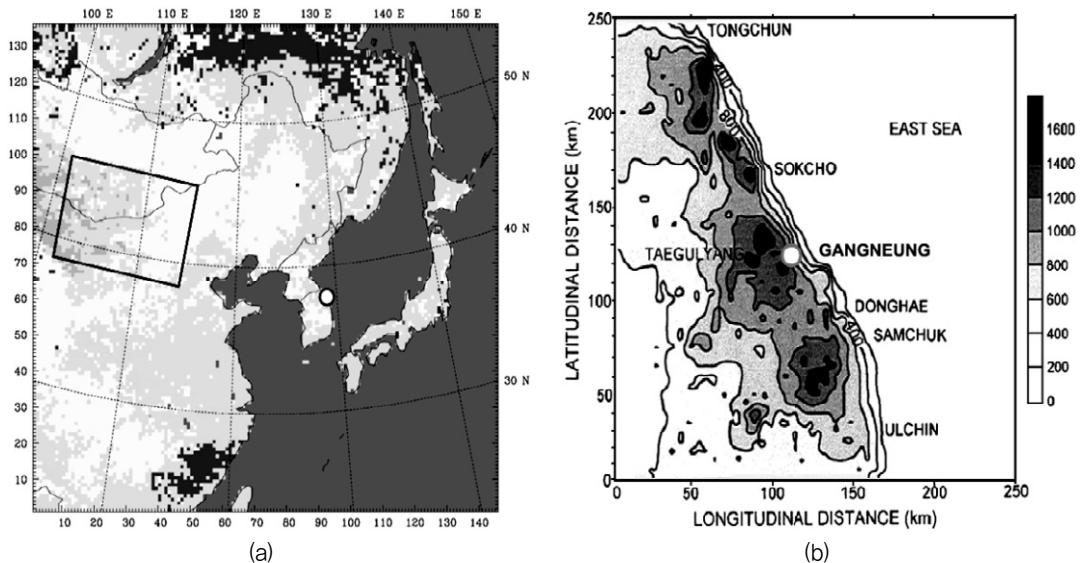 100 E 110 E 120 E 130 E 140 E 150 E
130
120
110
100
90
80
70
60
50
40
30
20
10
50 N
40 N
30 N
10 20 30 40 50 60 70 80 90 100 110 120 130 140
(a)
LATITUDINAL DISTANCE (km)
250
200
150
100
50
0
TONGCHUN
400
800
EAST SEA
SOKCHO
TAEGULYANG
GANGNEUNG
DONGHAE
400
SAMCHUK
ULCHIN
0 50 100 150 200 250
LONGITUDINAL DISTANCE (km)
1600
1400
1200
1000
800
600
400
200
0
(b)